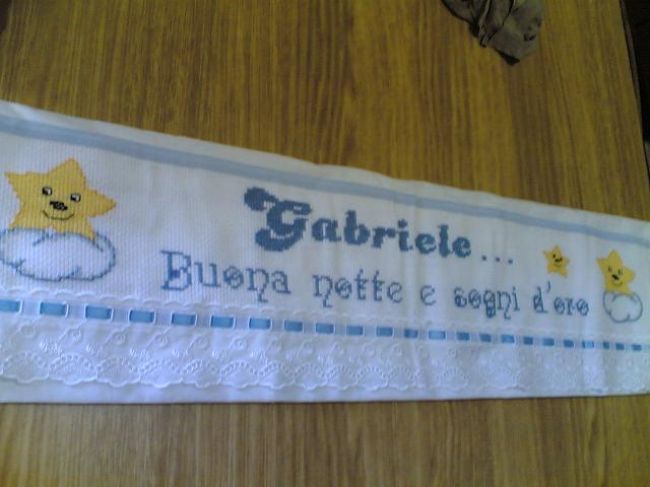 Gabriele...
Buona notte e sogni d'oro